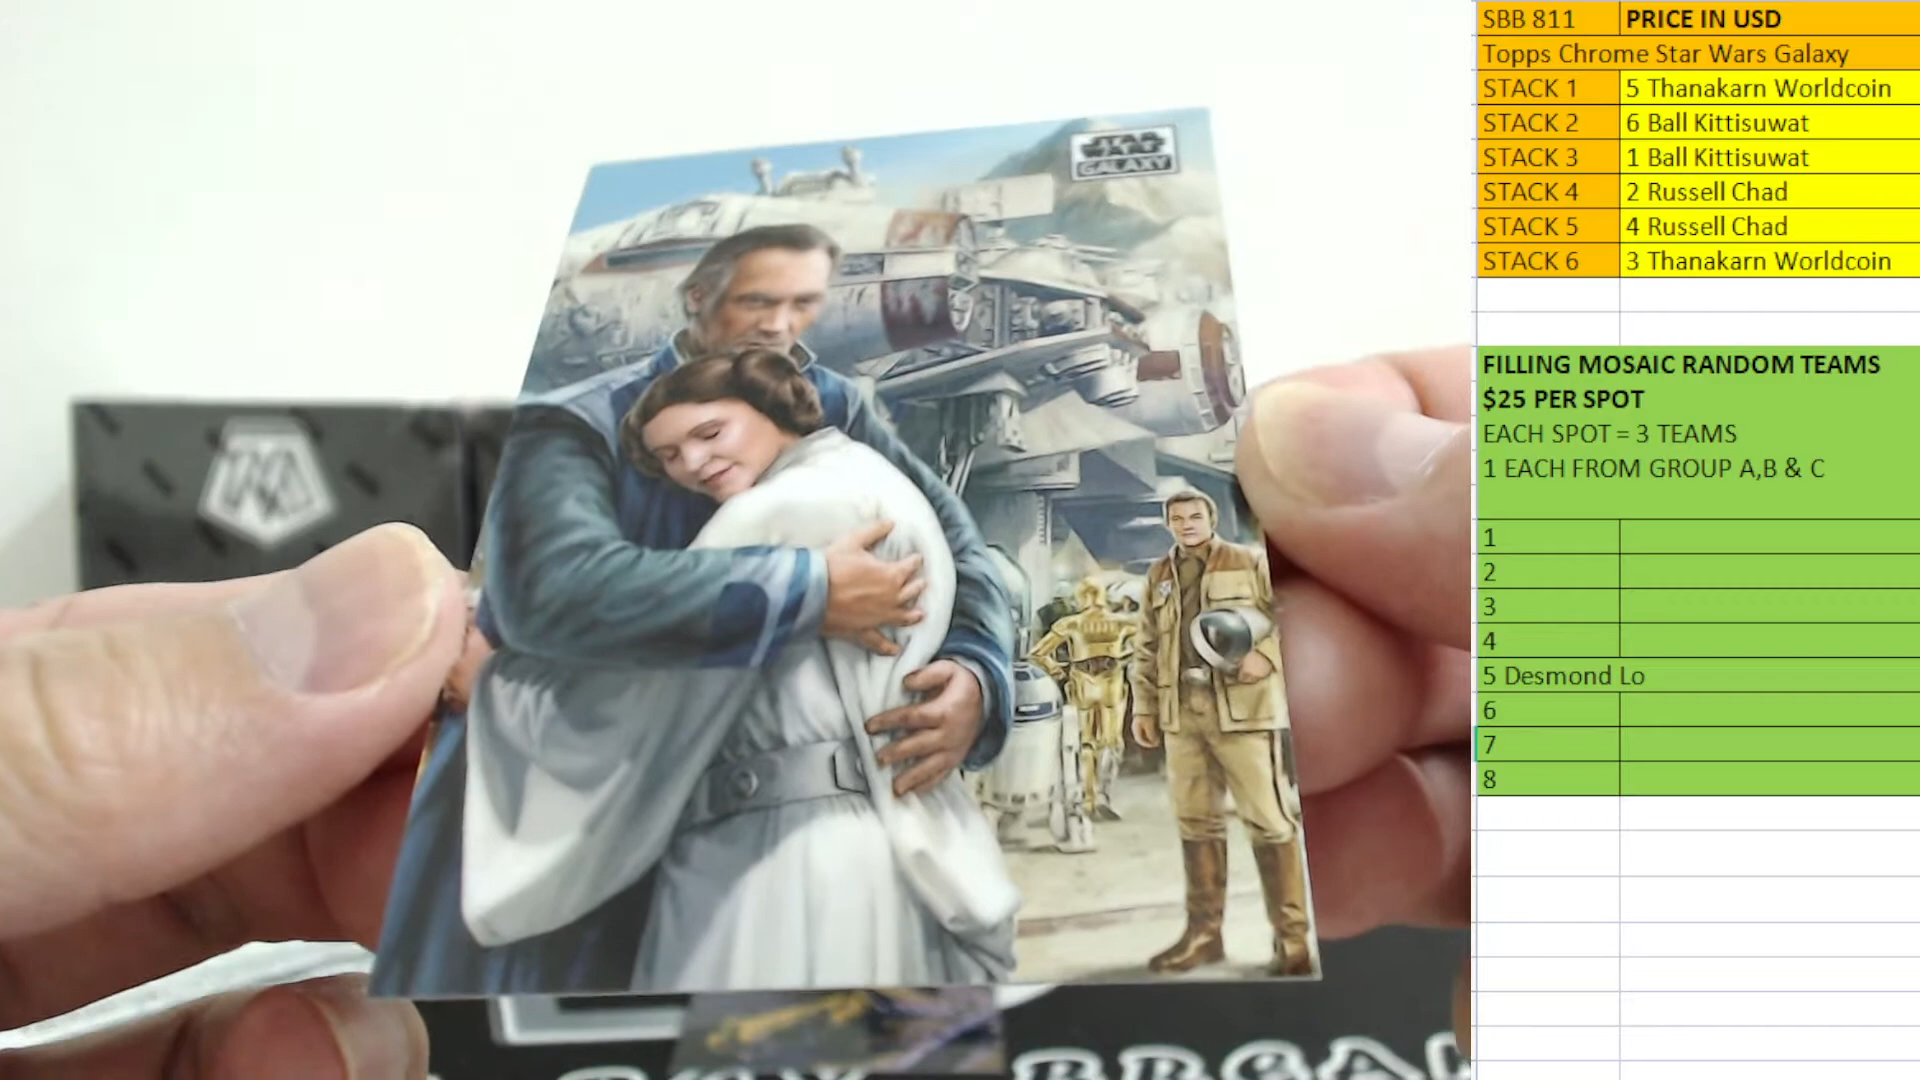 STAR
WARS
GALAXY
SBB 811 PRICE IN USD
Topps Chrome Star Wars Galaxy
STACK 1 5 Thanakarn Worldcoin
STACK 2 6 Ball Kittisuwat
STACK 3 1 Ball Kittisuwat
STACK 4 2 Russell Chad
STACK 5 4 Russell Chad
STACK 6 3 Thanakarn Worldcoin
FILLING MOSAIC RANDOM TEAMS
$25 PER SPOT
EACH SPOT = 3 TEAMS
1 EACH FROM GROUP A,B & C
1
2
3
4
5 Desmond Lo
6
7
8